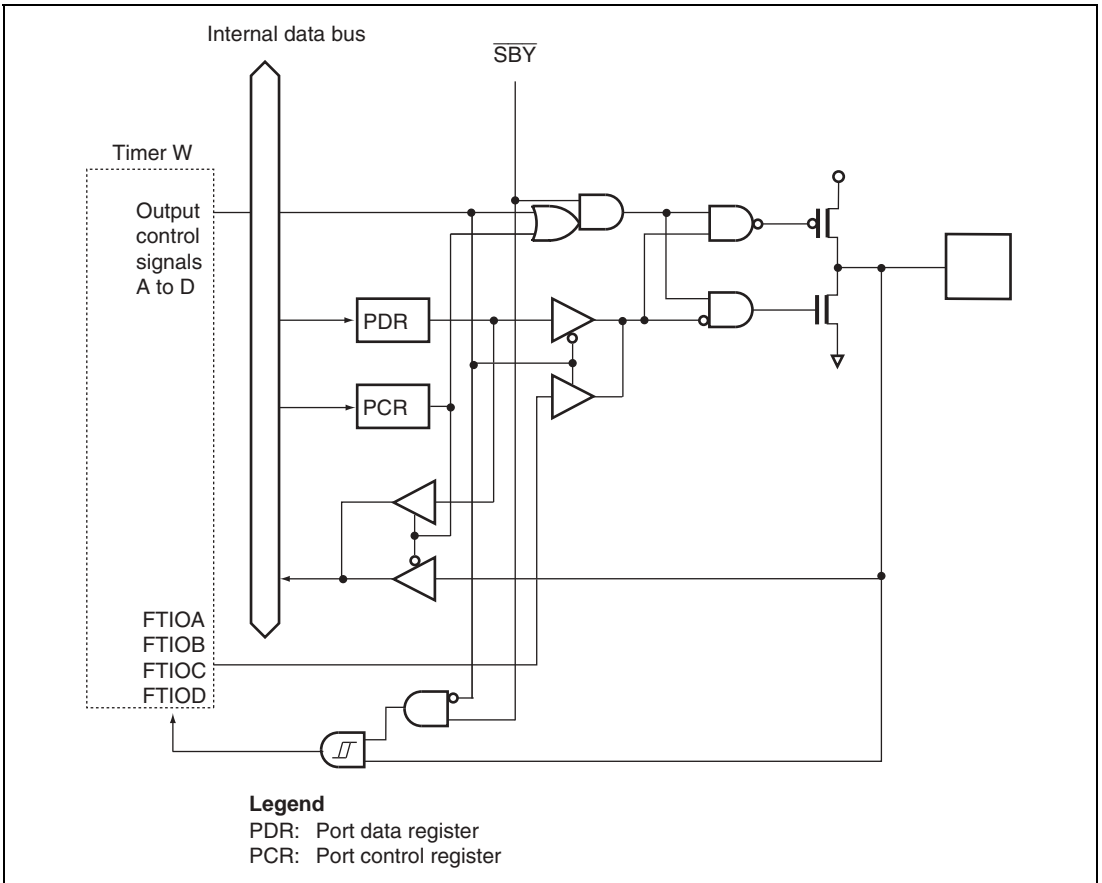 Internal data bus
SBY
Timer W
Output
control
signals
A to D
PDR
PCR
FTIOA
FTIOB
FTIOC
FTIOD
Legend
PDR: Port data register
PCR: Port control register